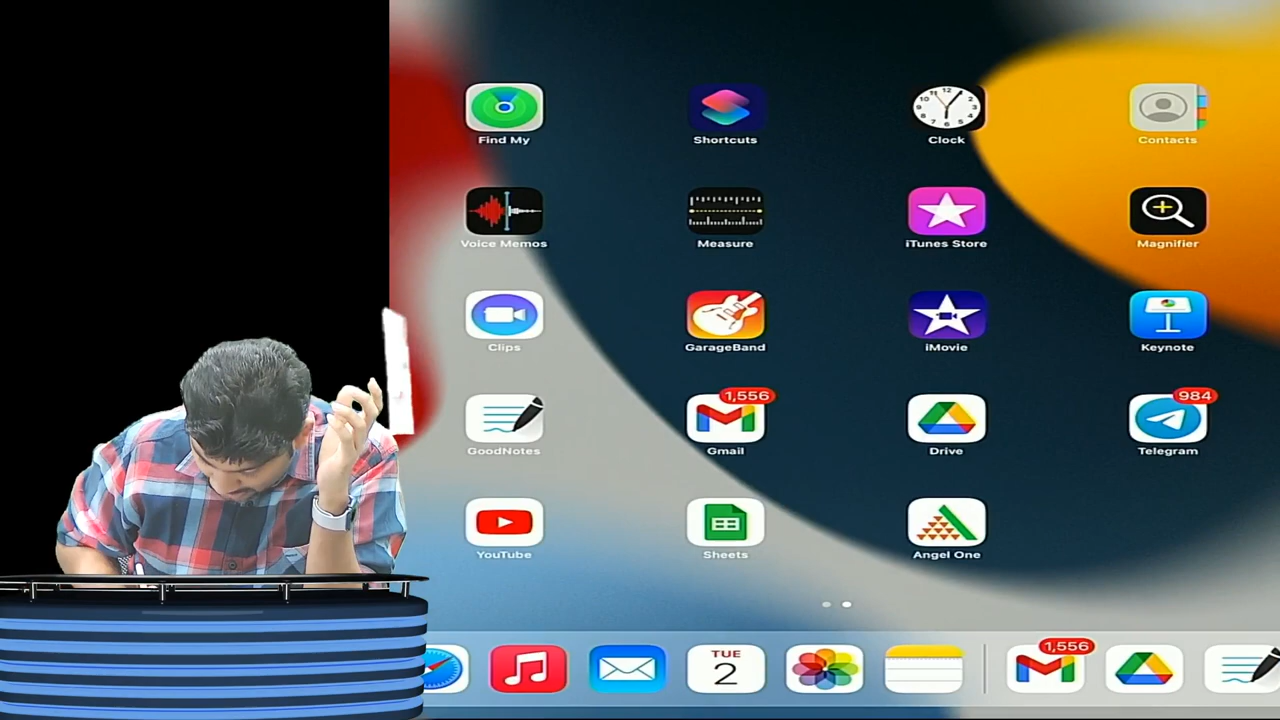 Find My
Shortcuts
Clock
Contacts
Voice Memos
Measure
iTunes Store
Magnifier
Clips
GarageBand
iMovie
Keynote
1,556
984
GoodNotes
Gmail
Drive
Telegram
YouTube
Sheets
Angel One
TUE
2
1,556